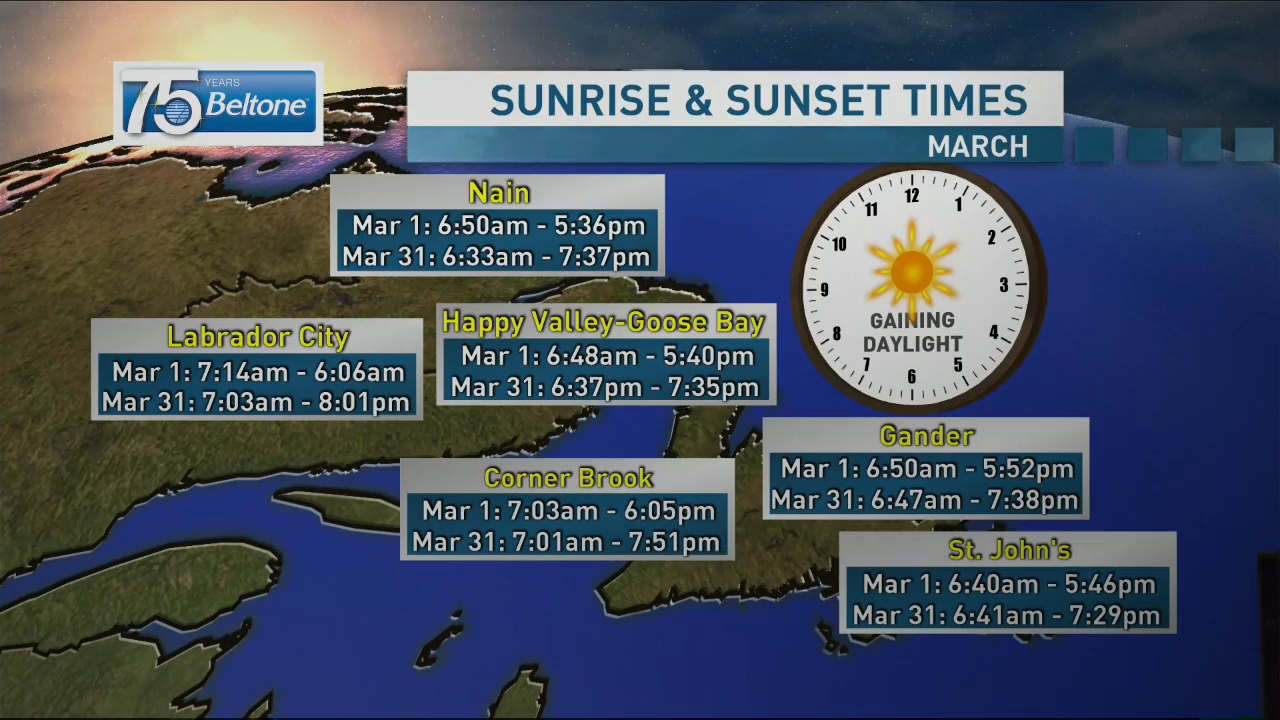 75 YEARS
Beltone
SUNRISE & SUNSET TIMES
MARCH
Nain
Mar 1: 6:50am - 5:36pm
Mar 31: 6:33am - 7:37pm
Labrador City
Mar 1: 7:14am - 6:06am
Mar 31: 7:03am - 8:01pm
Happy Valley-Goose Bay
Mar 1: 6:48am - 5:40pm
Mar 31: 6:37pm - 7:35pm
12
1
2
3
4
5
6
7
8
9
10
11
GAINING
DAYLIGHT
Gander
Mar 1: 6:50am - 5:52pm
Mar 31: 6:47am - 7:38pm
Corner Brook
Mar 1: 7:03am - 6:05pm
Mar 31: 7:01am - 7:51pm
St. John's
Mar 1: 6:40am - 5:46pm
Mar 31: 6:41am - 7:29pm